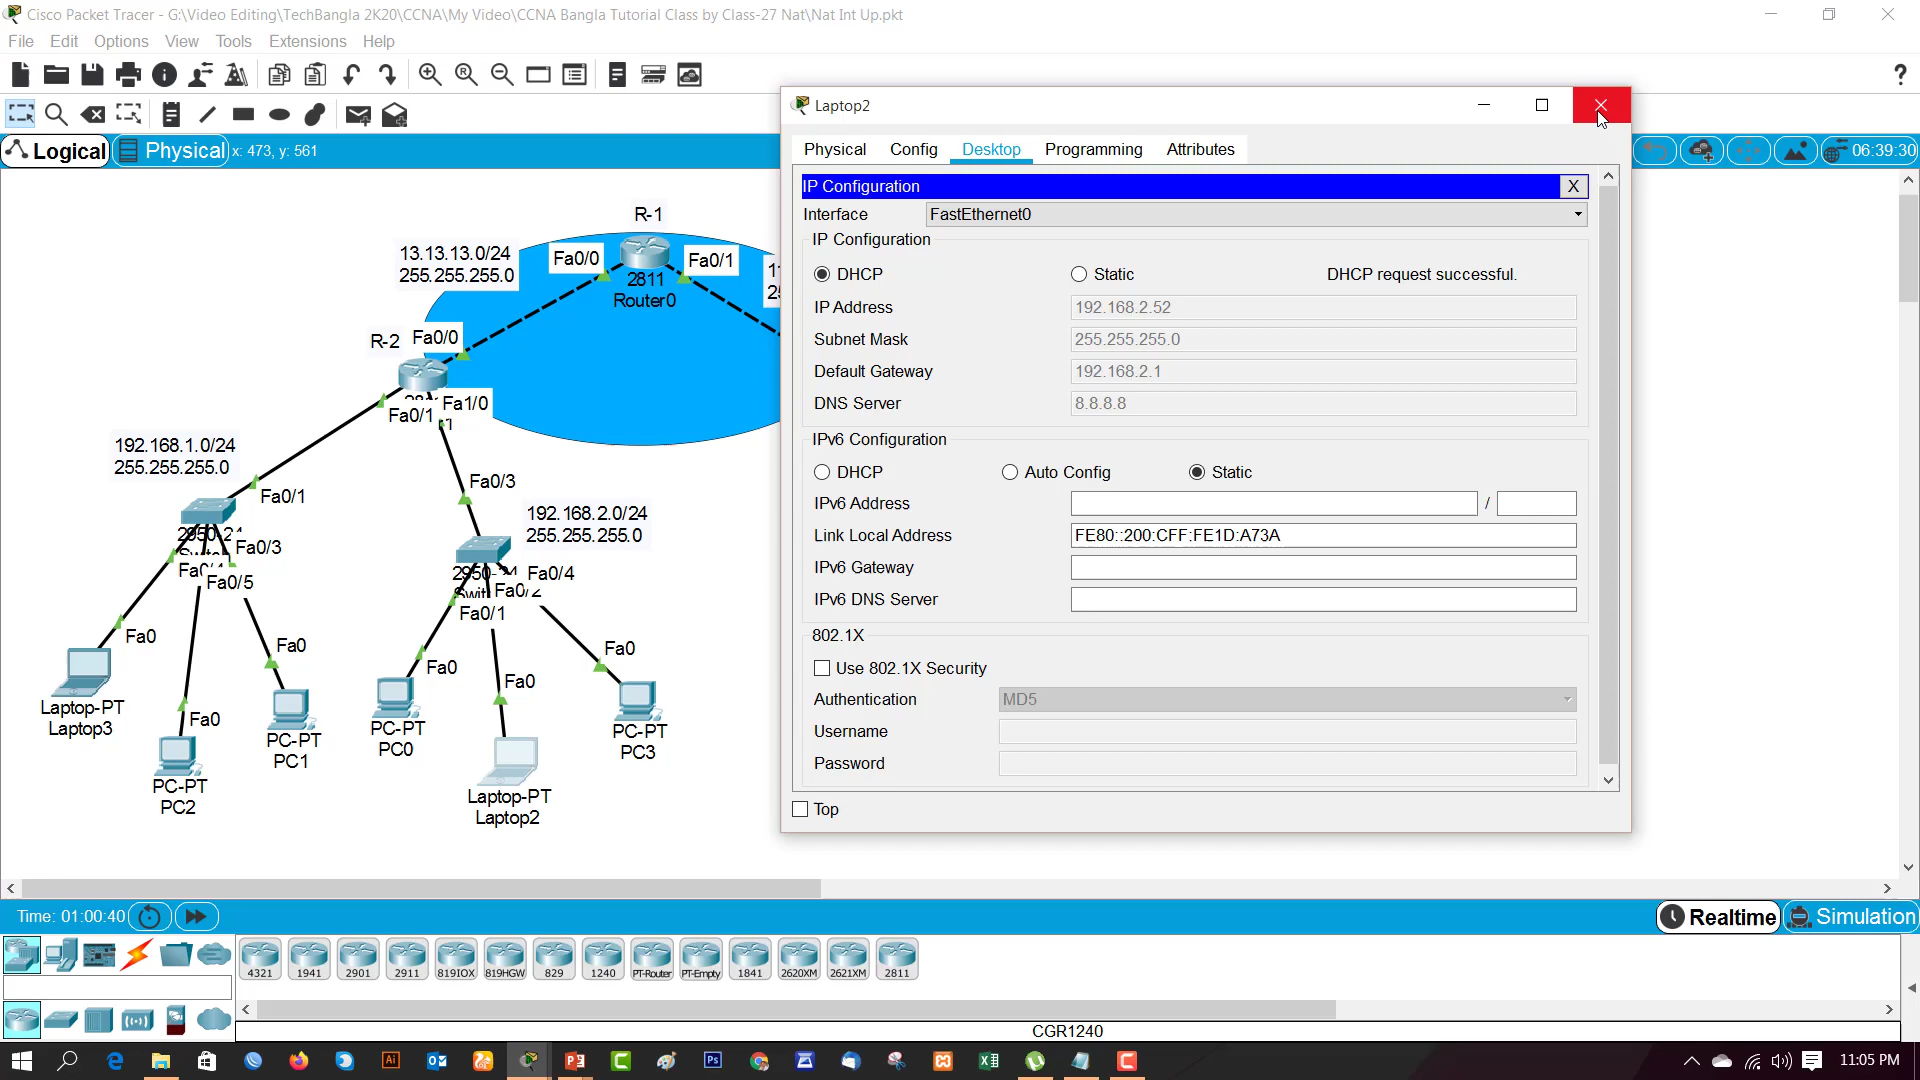 Cisco Packet Tracer - G:\Video Editing\TechBangla 2K20\CCNA\My Video\CCNA Bangla Tutorial Class by Class-27 Nat\Nat Int Up.pkt
File Edit Options View Tools Extensions Help
?
Logical
Physical
x: 473, y: 561
06:39:30
Laptop2
Physical Config Desktop Programming Attributes
IP Configuration
X
Interface
FastEthernet0
IP Configuration
DHCP
Static
DHCP request successful.
IP Address
192.168.2.52
Subnet Mask
255.255.255.0
Default Gateway
192.168.2.1
DNS Server
8.8.8.8
IPv6 Configuration
DHCP
Auto Config
Static
IPv6 Address
/
Link Local Address
FE80::200:CFF:FE1D:A73A
IPv6 Gateway
IPv6 DNS Server
802.1X
Use 802.1X Security
Authentication
MD5
Username
Password
Top
R-1
13.13.13.0/24
255.255.255.0
Fa0/0
Fa0/1
2811
Router0
R-2
Fa0/0
Fa0/1
Fa1/0
192.168.1.0/24
255.255.255.0
Fa0/1
Fa0/3
Fa0/5
Fa0/3
192.168.2.0/24
255.255.255.0
Fa0/4
Fa0/2
Fa0/1
Fa0
Laptop-PT
Laptop3
Fa0
PC-PT
PC2
Fa0
PC-PT
PC1
Fa0
PC-PT
PC0
Fa0
Laptop-PT
Laptop2
Fa0
PC-PT
PC3
Time: 01:00:40
Realtime
Simulation
4321 1941 2901 2911 819IOX 819HGW 829 1240 PT-Router PT-Empty 1841 2620XM 2621XM 2811
CGR1240
11:05 PM